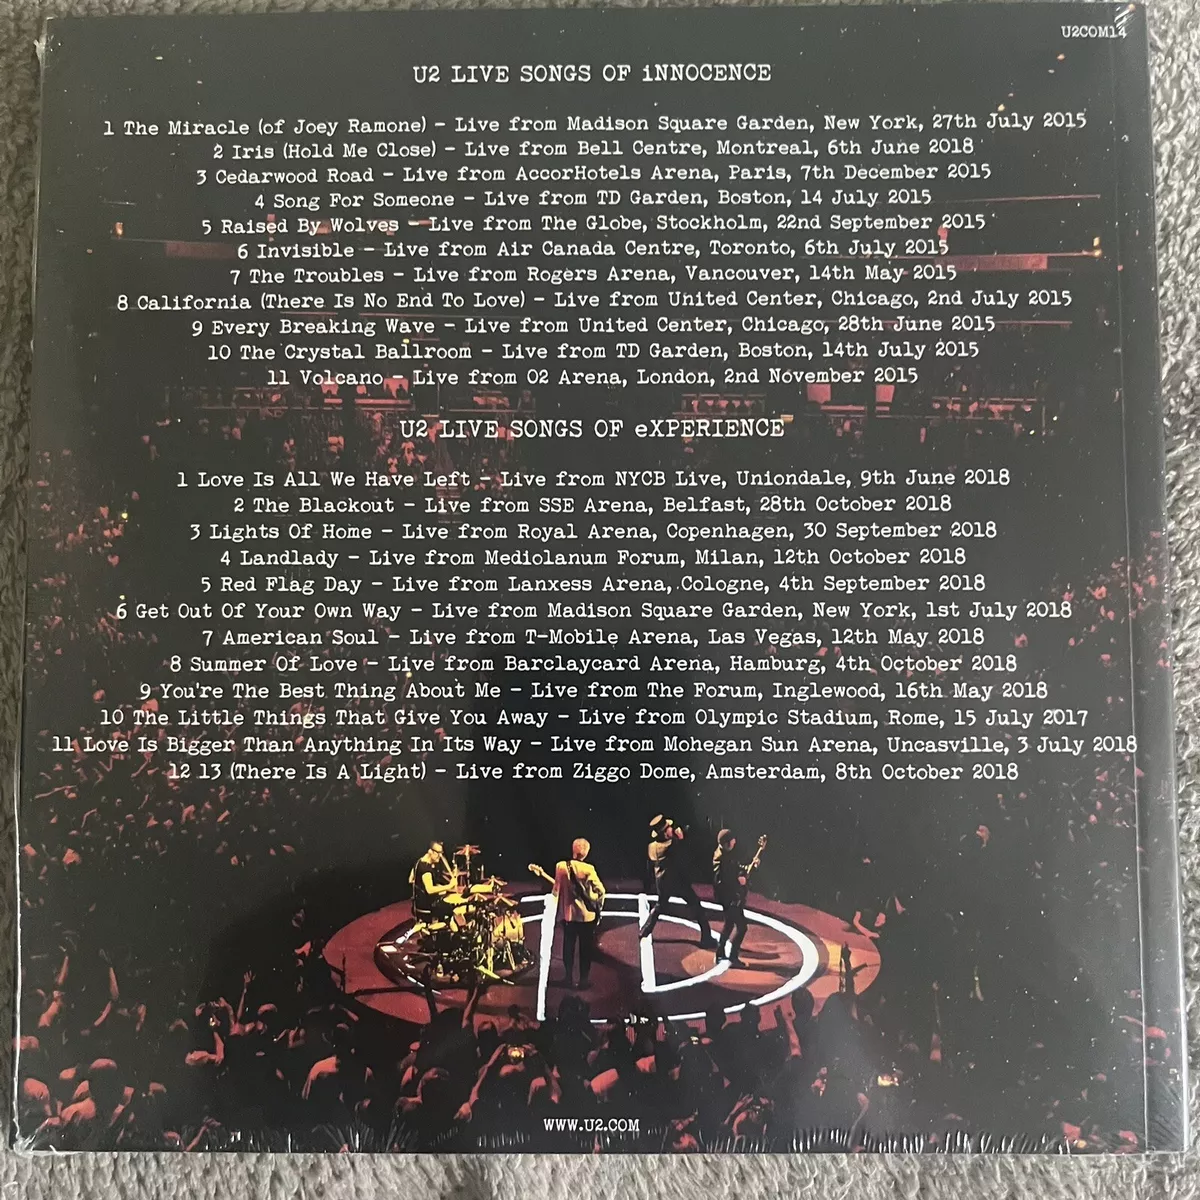 U2COM14
U2 LIVE SONGS OF iNNOCENCE
1 The Miracle (of Joey Ramone) - Live from Madison Square Garden, New York, 27th July 2015
2 Iris (Hold Me Close) - Live from Bell Centre, Montreal, 6th June 2018
3 Cedarwood Road - Live from AccorHotels Arena, Paris, 7th December 2015
4 Song For Someone - Live from TD Garden, Boston, 14 July 2015
5 Raised By Wolves - Live from The Globe, Stockholm, 22nd September 2015
6 Invisible - Live from Air Canada Centre, Toronto, 6th July 2015
7 The Troubles - Live from Rogers Arena, Vancouver, 14th May 2015
8 California (There Is No End To Love) - Live from United Center, Chicago, 2nd July 2015
9 Every Breaking Wave - Live from United Center, Chicago, 28th June 2015
10 The Crystal Ballroom - Live from TD Garden, Boston, 14th July 2015
11 Volcano - Live from O2 Arena, London, 2nd November 2015
U2 LIVE SONGS OF eXPERIENCE
1 Love Is All We Have Left - Live from NYCB Live, Uniondale, 9th June 2018
2 The Blackout - Live from SSE Arena, Belfast, 28th October 2018
3 Lights Of Home - Live from Royal Arena, Copenhagen, 30 September 2018
4 Landlady - Live from Mediolanum Forum, Milan, 12th October 2018
5 Red Flag Day - Live from Lanxess Arena, Cologne, 4th September 2018
6 Get Out Of Your Own Way - Live from Madison Square Garden, New York, 1st July 2018
7 American Soul - Live from T-Mobile Arena, Las Vegas, 12th May 2018
8 Summer Of Love - Live from Barclaycard Arena, Hamburg, 4th October 2018
9 You're The Best Thing About Me - Live from The Forum, Inglewood, 16th May 2018
10 The Little Things That Give You Away - Live from Olympic Stadium, Rome, 15 July 2017
11 Love Is Bigger Than Anything In Its Way - Live from Mohegan Sun Arena, Uncasville, 3 July 2018
12 13 (There Is A Light) - Live from Ziggo Dome, Amsterdam, 8th October 2018
WWW.U2.COM